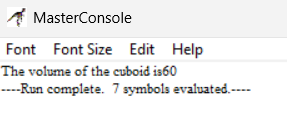 MasterConsole
Font Font Size Edit Help
The volume of the cuboid is60
----Run complete.  7 symbols evaluated.----